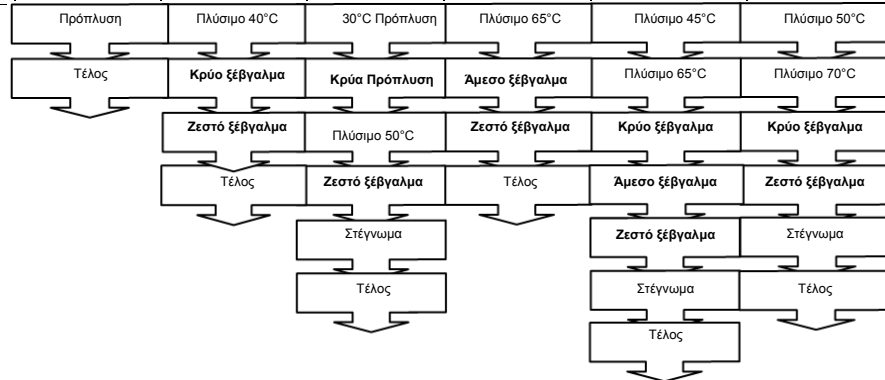 Πρόπλυση Πλύσιμο 40°C 30°C Πρόπλυση Πλύσιμο 65°C Πλύσιμο 45°C Πλύσιμο 50°C
Τέλος Κρύο ξέβγαλμα Κρύα Πρόπλυση Άμεσο ξέβγαλμα Πλύσιμο 65°C Πλύσιμο 70°C
Ζεστό ξέβγαλμα Πλύσιμο 50°C Ζεστό ξέβγαλμα Κρύο ξέβγαλμα Κρύο ξέβγαλμα
Τέλος Ζεστό ξέβγαλμα Τέλος Άμεσο ξέβγαλμα Ζεστό ξέβγαλμα
Στέγνωμα Ζεστό ξέβγαλμα Στέγνωμα
Τέλος Στέγνωμα Τέλος
Τέλος